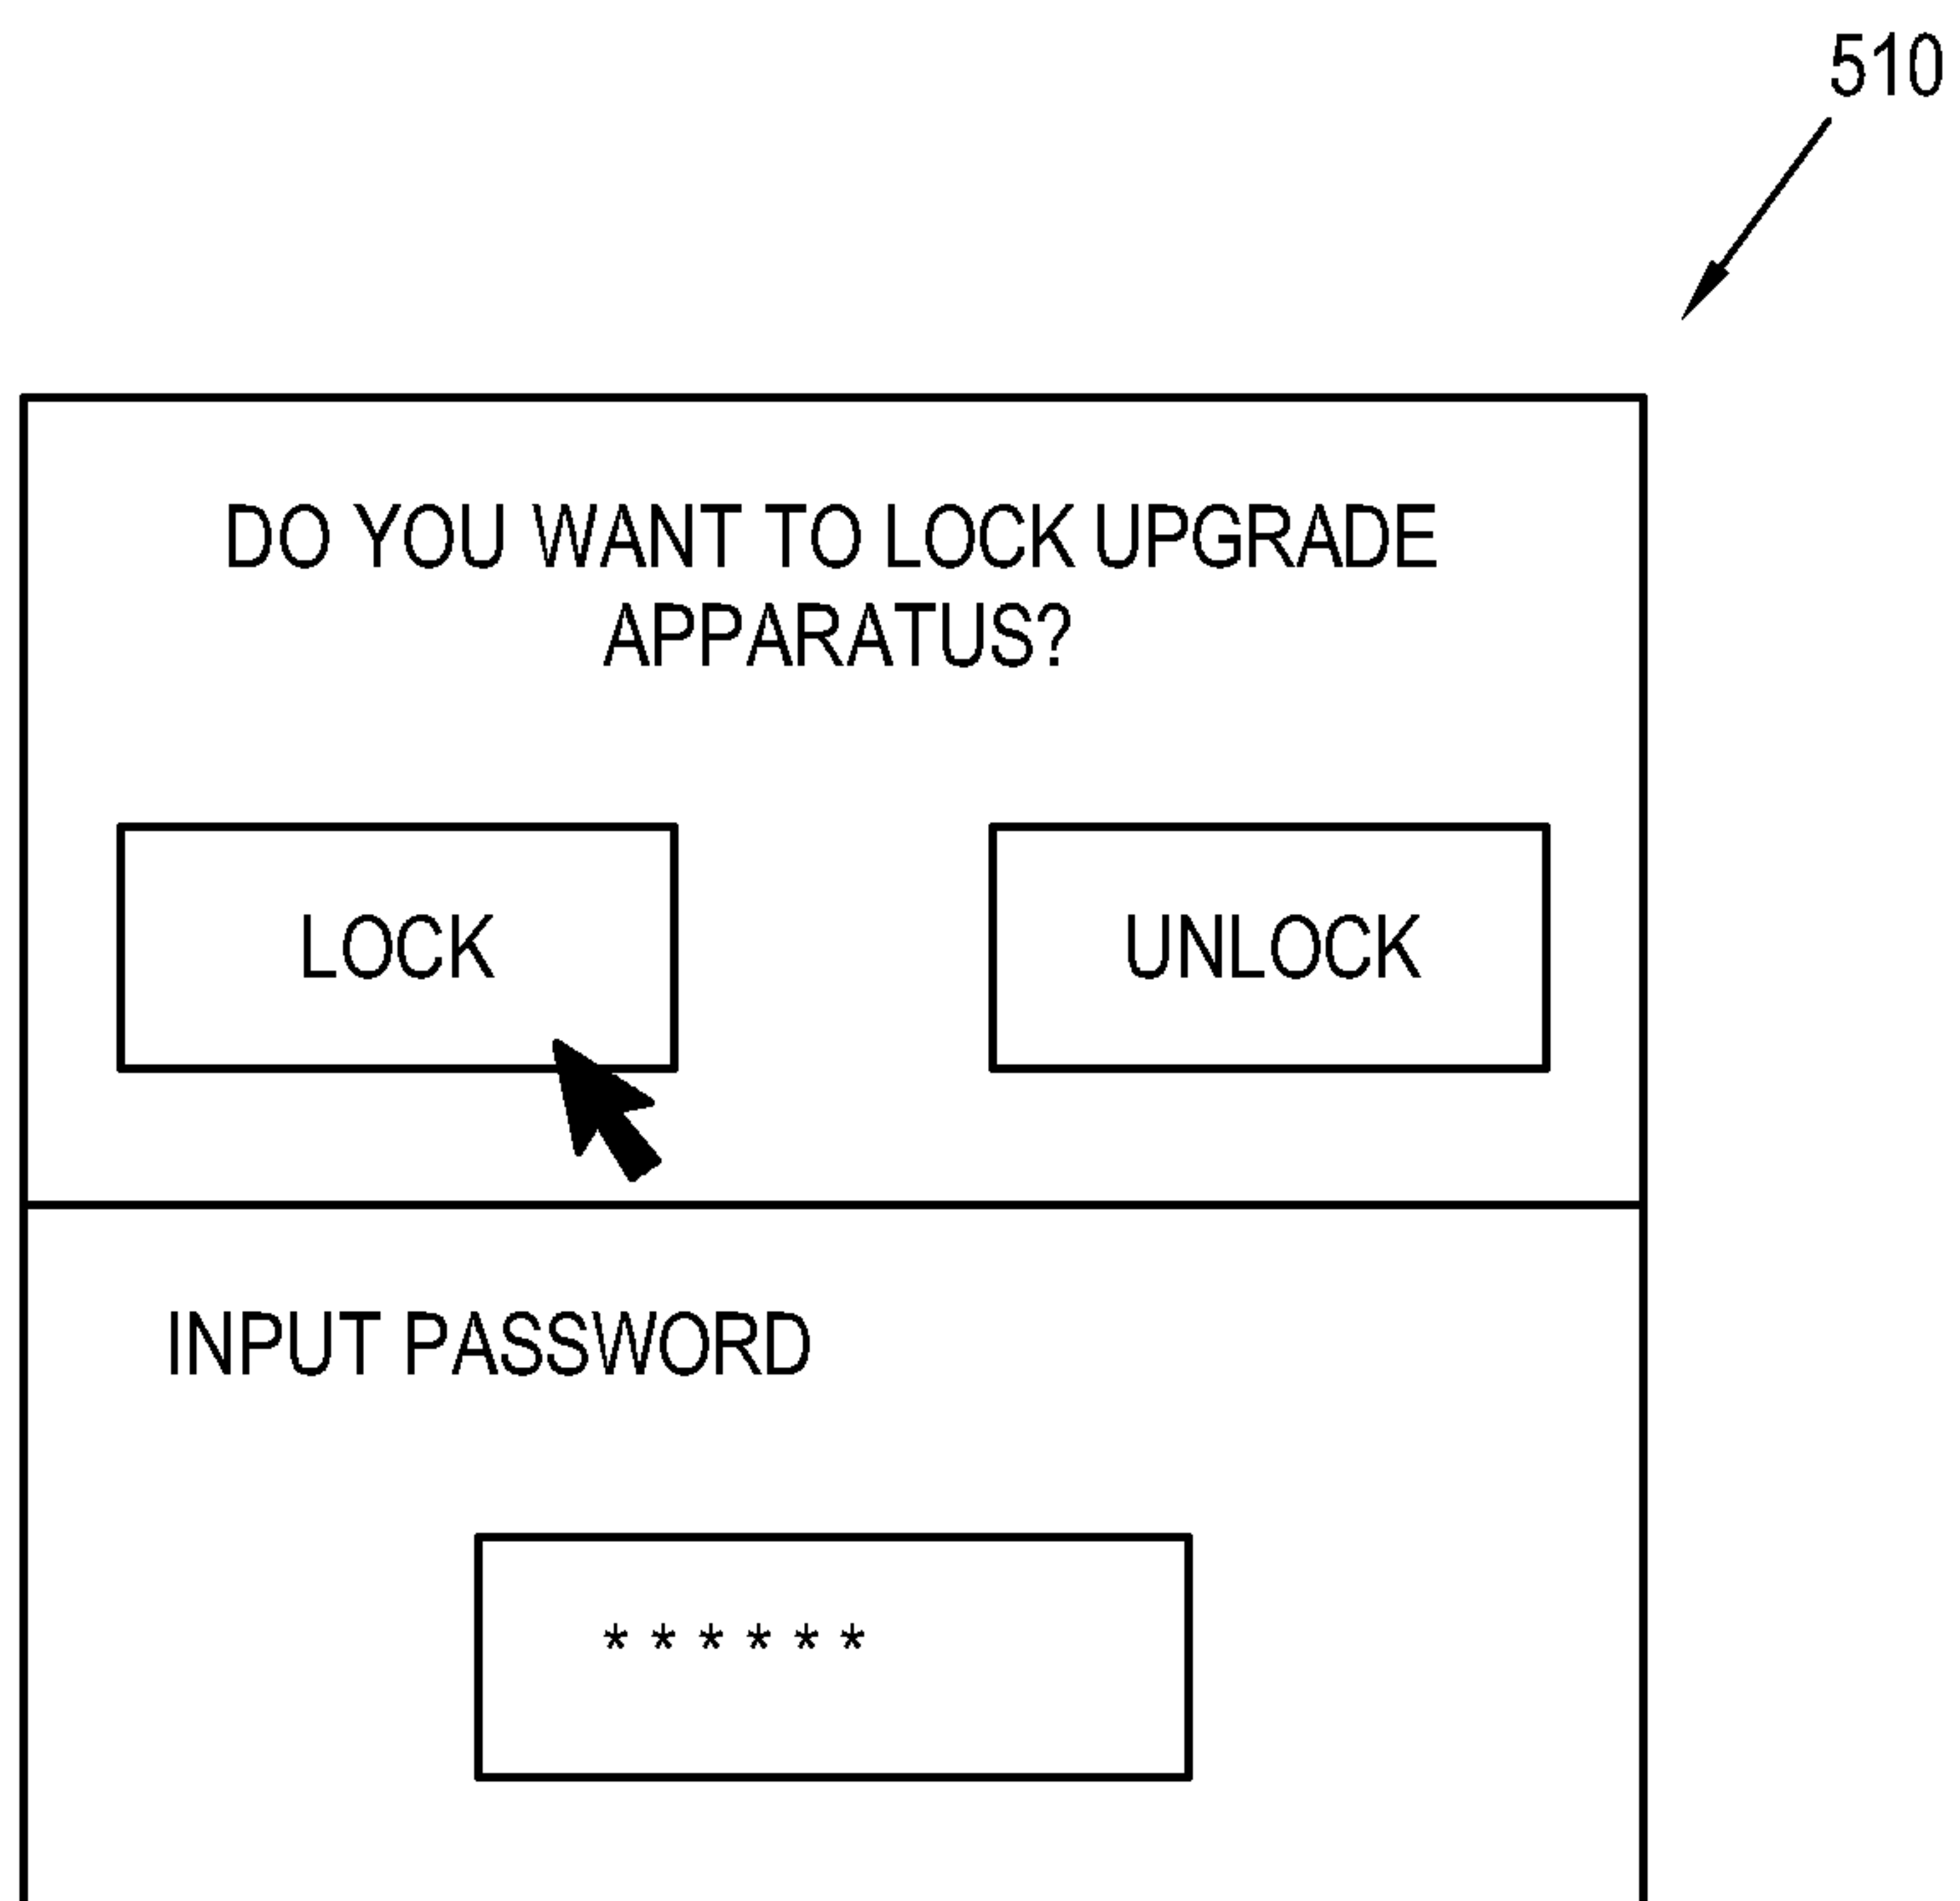 510
DO YOU WANT TO LOCK UPGRADE
APPARATUS?
LOCK UNLOCK
INPUT PASSWORD
* * * * * *